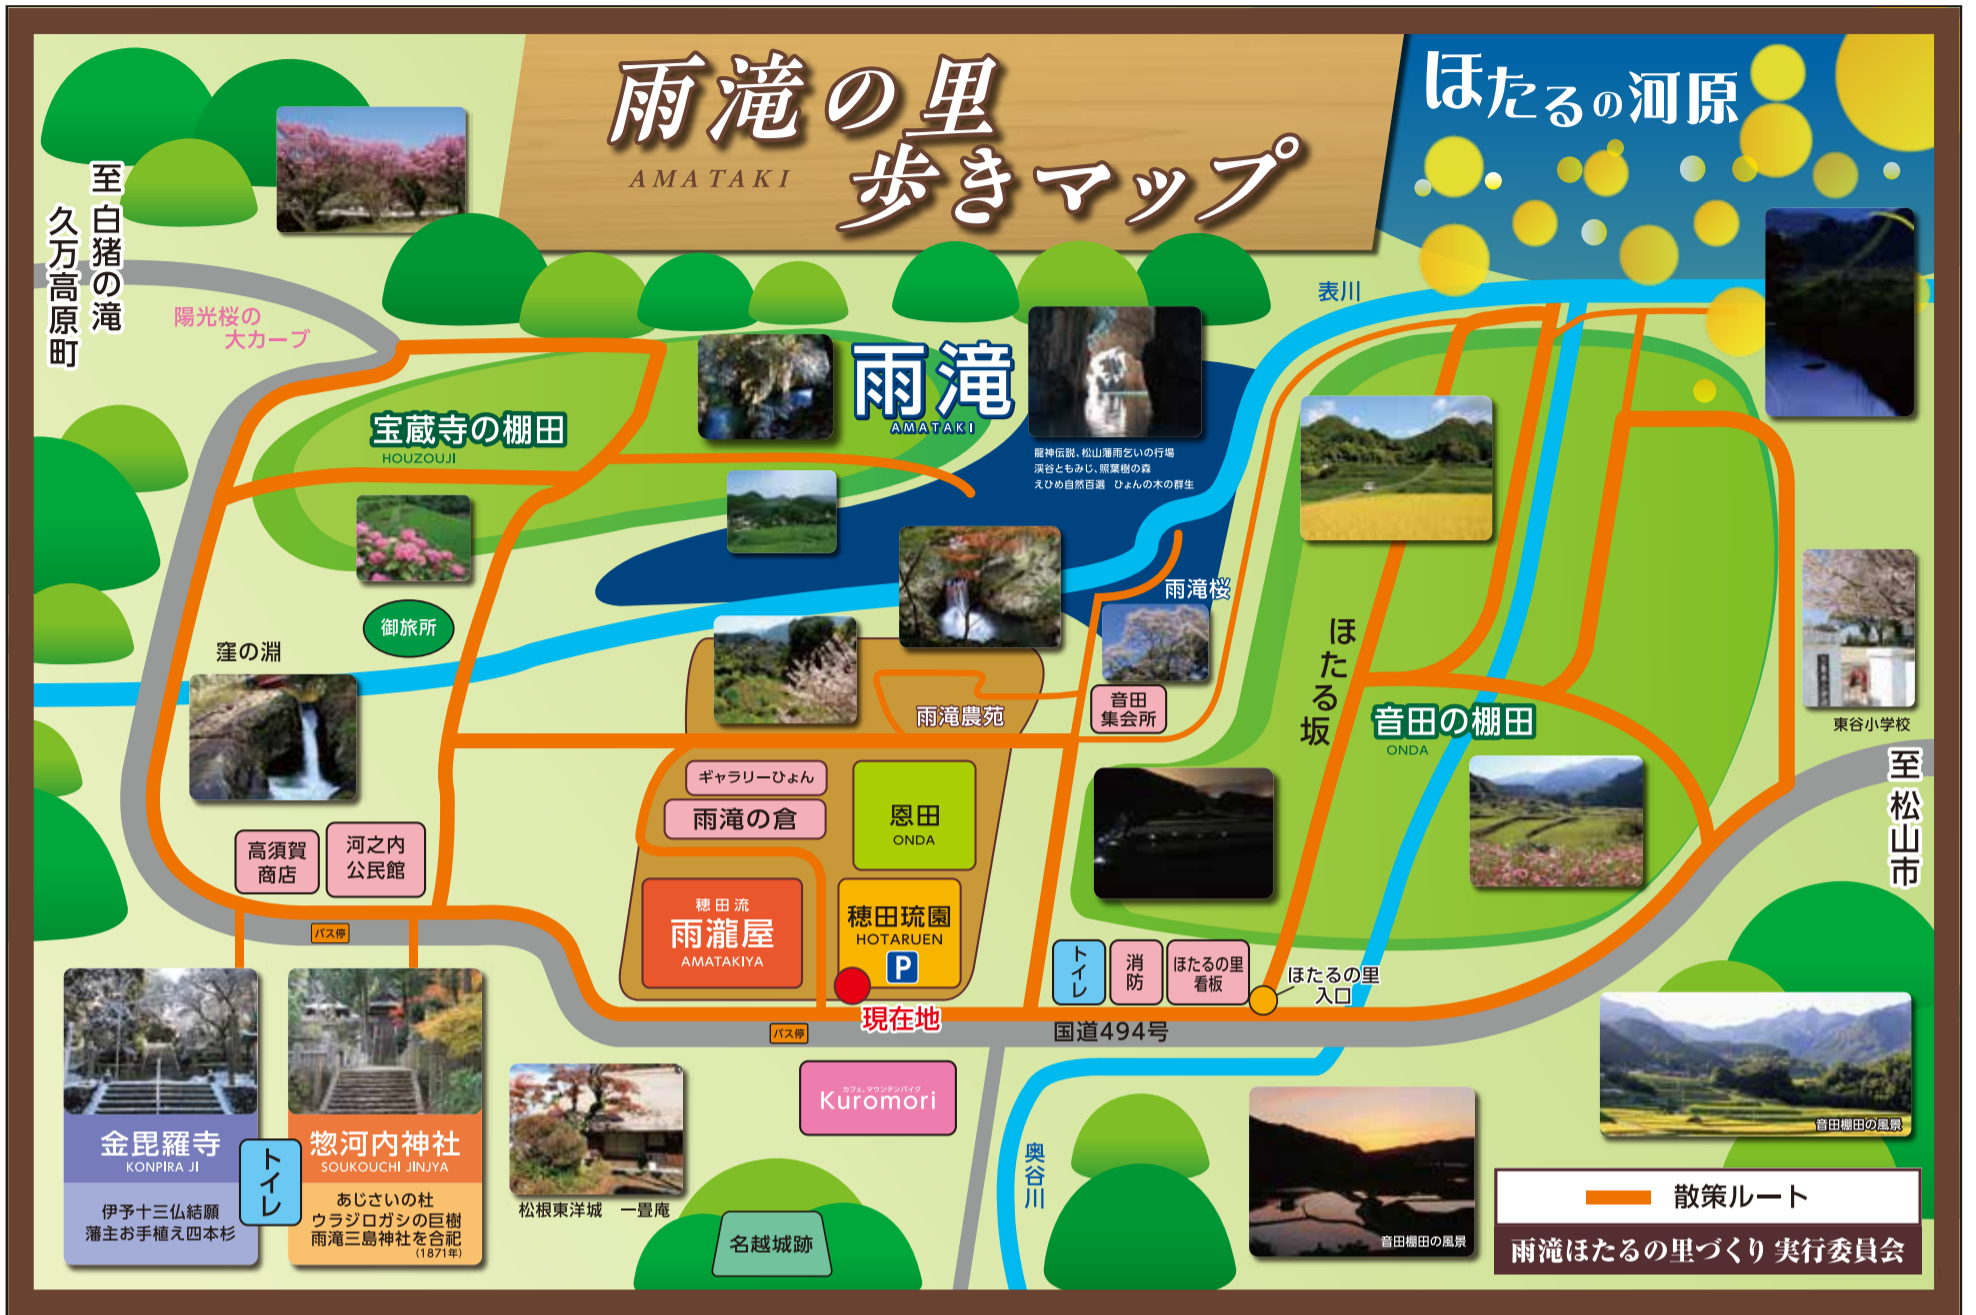 雨滝の里
歩きマップ
AMATAKI
ほたるの河原
至 白猪の滝
久万高原町
陽光桜の
大カーブ
表川
宝蔵寺の棚田
HOUZOUJI
雨滝
AMATAKI
龍神伝説、松山藩雨乞いの行場
渓谷ともみじ、照葉樹の森
えひめ自然百選 ひょんの木の群生
御旅所
窪の淵
雨滝桜
音田
集会所
雨滝農苑
ほたる坂
音田の棚田
ONDA
東谷小学校
至 松山市
ギャラリーひょん
雨滝の倉
恩田
ONDA
高須賀
商店
河之内
公民館
穂田流
雨瀧屋
AMATAKIYA
穂田琉園
HOTARUEN
P
バス停
トイレ
消防
ほたるの里
看板
ほたるの里
入口
現在地
バス停
国道494号
金毘羅寺
KONPIRA JI
伊予十三仏結願
藩主お手植え四本杉
トイレ
惣河内神社
SOUKOUCHI JINJYA
あじさいの杜
ウラジロガシの巨樹
雨滝三島神社を合祀
(1871年)
松根東洋城 一畳庵
カフェ、マウンテンバイク
Kuromori
名越城跡
奥谷川
音田棚田の風景
音田棚田の風景
散策ルート
雨滝ほたるの里づくり 実行委員会